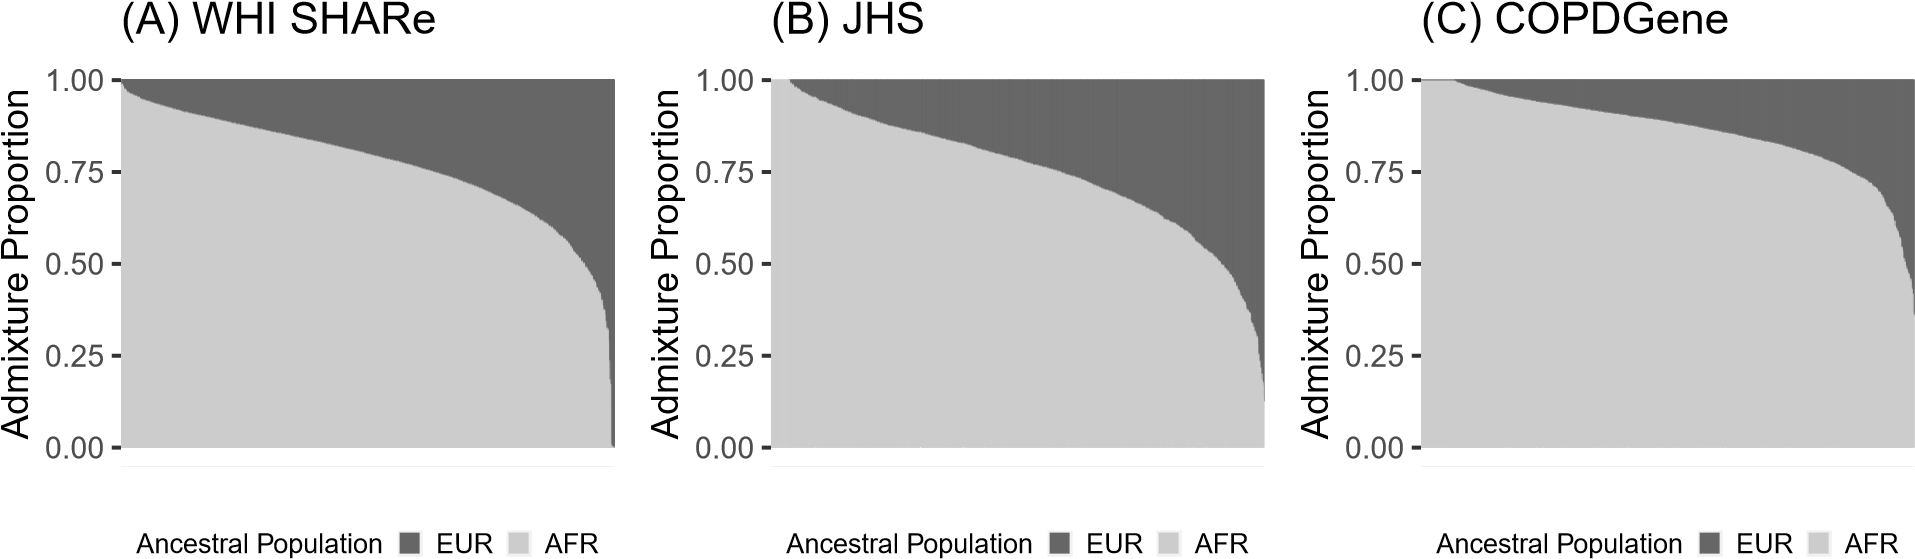 (A) WHI SHARe
Admixture Proportion
1.00
0.75
0.50
0.25
0.00
Ancestral Population EUR AFR
(B) JHS
Admixture Proportion
1.00
0.75
0.50
0.25
0.00
Ancestral Population EUR AFR
(C) COPDGene
Admixture Proportion
1.00
0.75
0.50
0.25
0.00
Ancestral Population EUR AFR